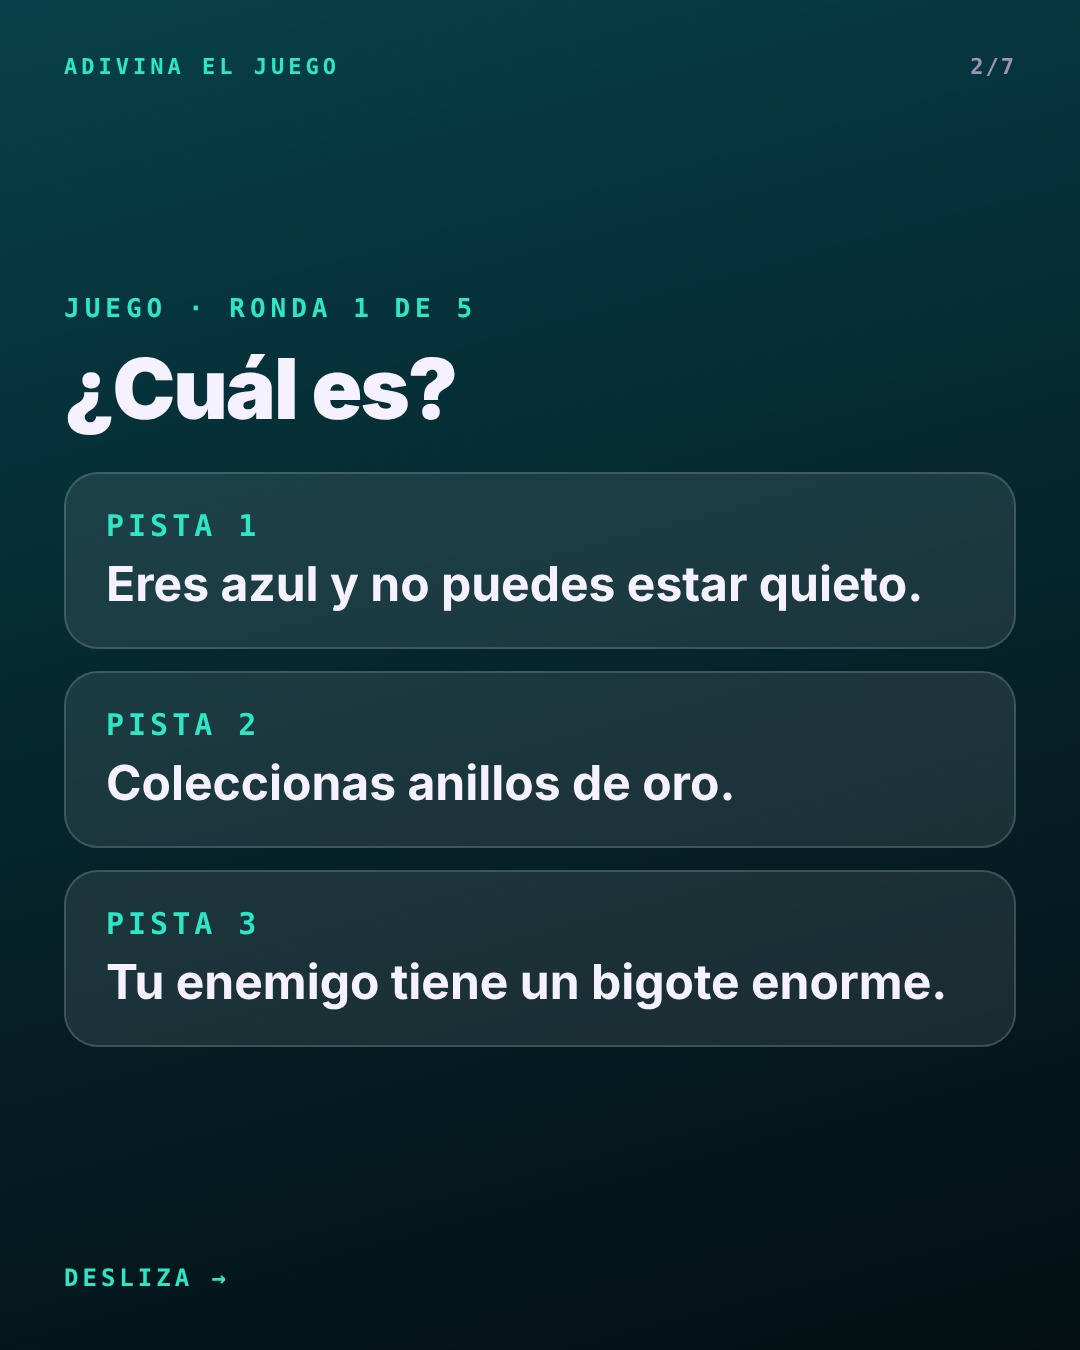 ADIVINA EL JUEGO
2/7
JUEGO · RONDA 1 DE 5
¿Cuál es?
PISTA 1
Eres azul y no puedes estar quieto.
PISTA 2
Coleccionas anillos de oro.
PISTA 3
Tu enemigo tiene un bigote enorme.
DESLIZA →